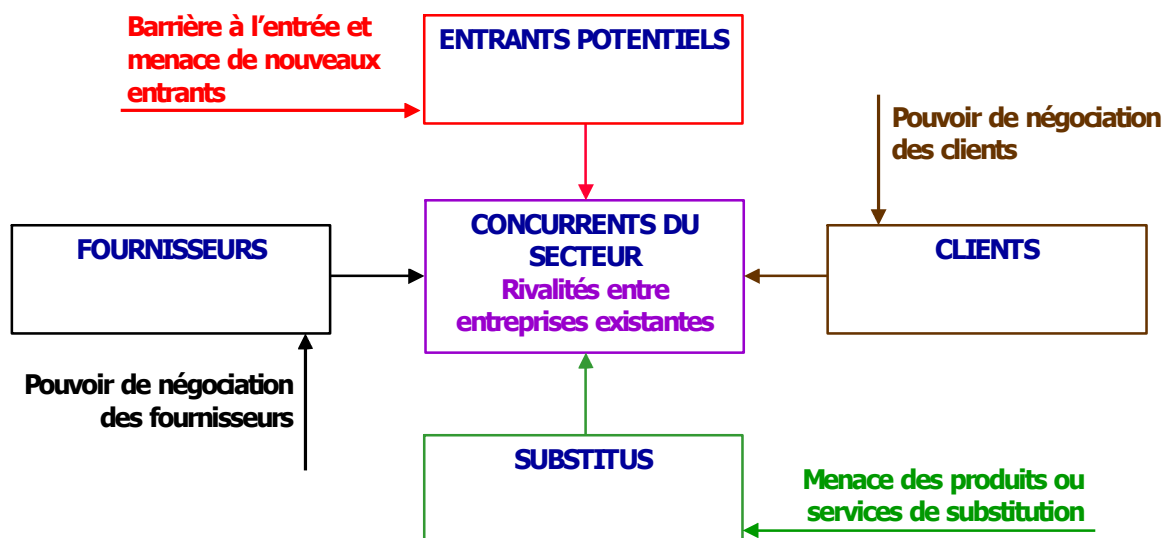 Barrière à l'entrée et
menace de nouveaux
entrants
ENTRANTS POTENTIELS
Pouvoir de négociation
des clients
FOURNISSEURS
CONCURRENTS DU
SECTEUR
Rivalités entre
entreprises existantes
CLIENTS
Pouvoir de négociation
des fournisseurs
SUBSTITUS
Menace des produits ou
services de substitution